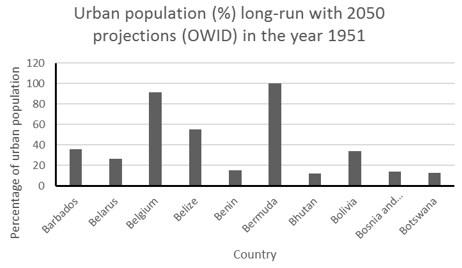 Urban population (%) long-run with 2050
projections (OWID) in the year 1951
Percentage of urban population
120
100
80
60
40
20
0
Barbados
Belarus
Belgium
Belize
Benin
Bermuda
Bhutan
Bolivia
Bosnia and...
Botswana
Country